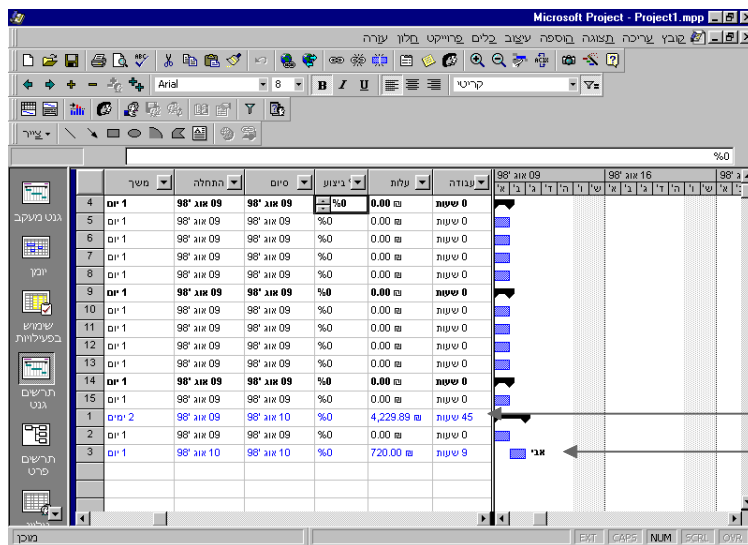 Microsoft Project - Project1.mpp
קובץ עריכה תצוגה הוספה עיצוב כלים פרוייקט חלון עזרה
Arial 8 B I U קריטי
צייר
%0
משך התחלה סיום % ביצוע עלות עבודה
09 אוג '98 16 אוג '98
א' ב' ג' ד' ה' ו' ש' א' ב' ג' ד' ה' ו' ש' א' ב'
4 1 יום 09 אוג '98 09 אוג '98 %0 0.00 ₪ 0 שעות
5 1 יום 09 אוג '98 09 אוג '98 %0 0.00 ₪ 0 שעות
6 1 יום 09 אוג '98 09 אוג '98 %0 0.00 ₪ 0 שעות
7 1 יום 09 אוג '98 09 אוג '98 %0 0.00 ₪ 0 שעות
8 1 יום 09 אוג '98 09 אוג '98 %0 0.00 ₪ 0 שעות
9 1 יום 09 אוג '98 09 אוג '98 %0 0.00 ₪ 0 שעות
10 1 יום 09 אוג '98 09 אוג '98 %0 0.00 ₪ 0 שעות
11 1 יום 09 אוג '98 09 אוג '98 %0 0.00 ₪ 0 שעות
12 1 יום 09 אוג '98 09 אוג '98 %0 0.00 ₪ 0 שעות
13 1 יום 09 אוג '98 09 אוג '98 %0 0.00 ₪ 0 שעות
14 1 יום 09 אוג '98 09 אוג '98 %0 0.00 ₪ 0 שעות
15 1 יום 09 אוג '98 09 אוג '98 %0 0.00 ₪ 0 שעות
1 2 ימים 09 אוג '98 10 אוג '98 %0 4,229.89 ₪ 45 שעות
2 1 יום 09 אוג '98 09 אוג '98 %0 0.00 ₪ 0 שעות
3 1 יום 10 אוג '98 10 אוג '98 %0 720.00 ₪ 9 שעות אבי
גנט מעקב
יומן
שימוש
בפעילויות
תרשים
גנט
תרשים
פרט
מוכן
EXT CAPS NUM SCRL OVR